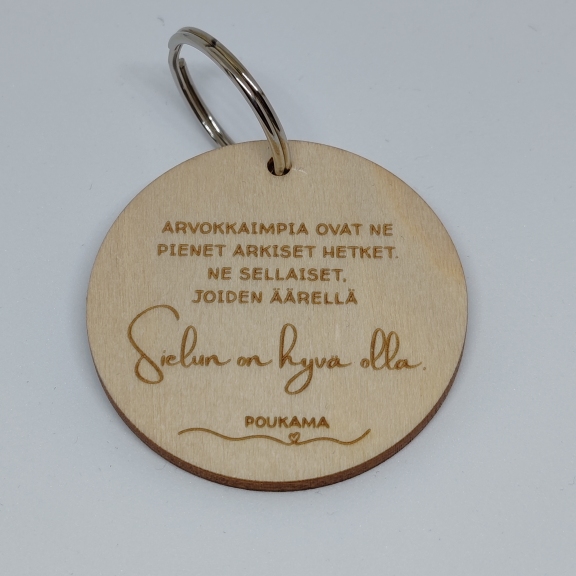 ARVOKKAIMPIA OVAT NE
PIENET ARKISET HETKET.
NE SELLAISET,
JOIDEN ÄÄRELLÄ
Sielun on hyvä olla.
POUKAMA